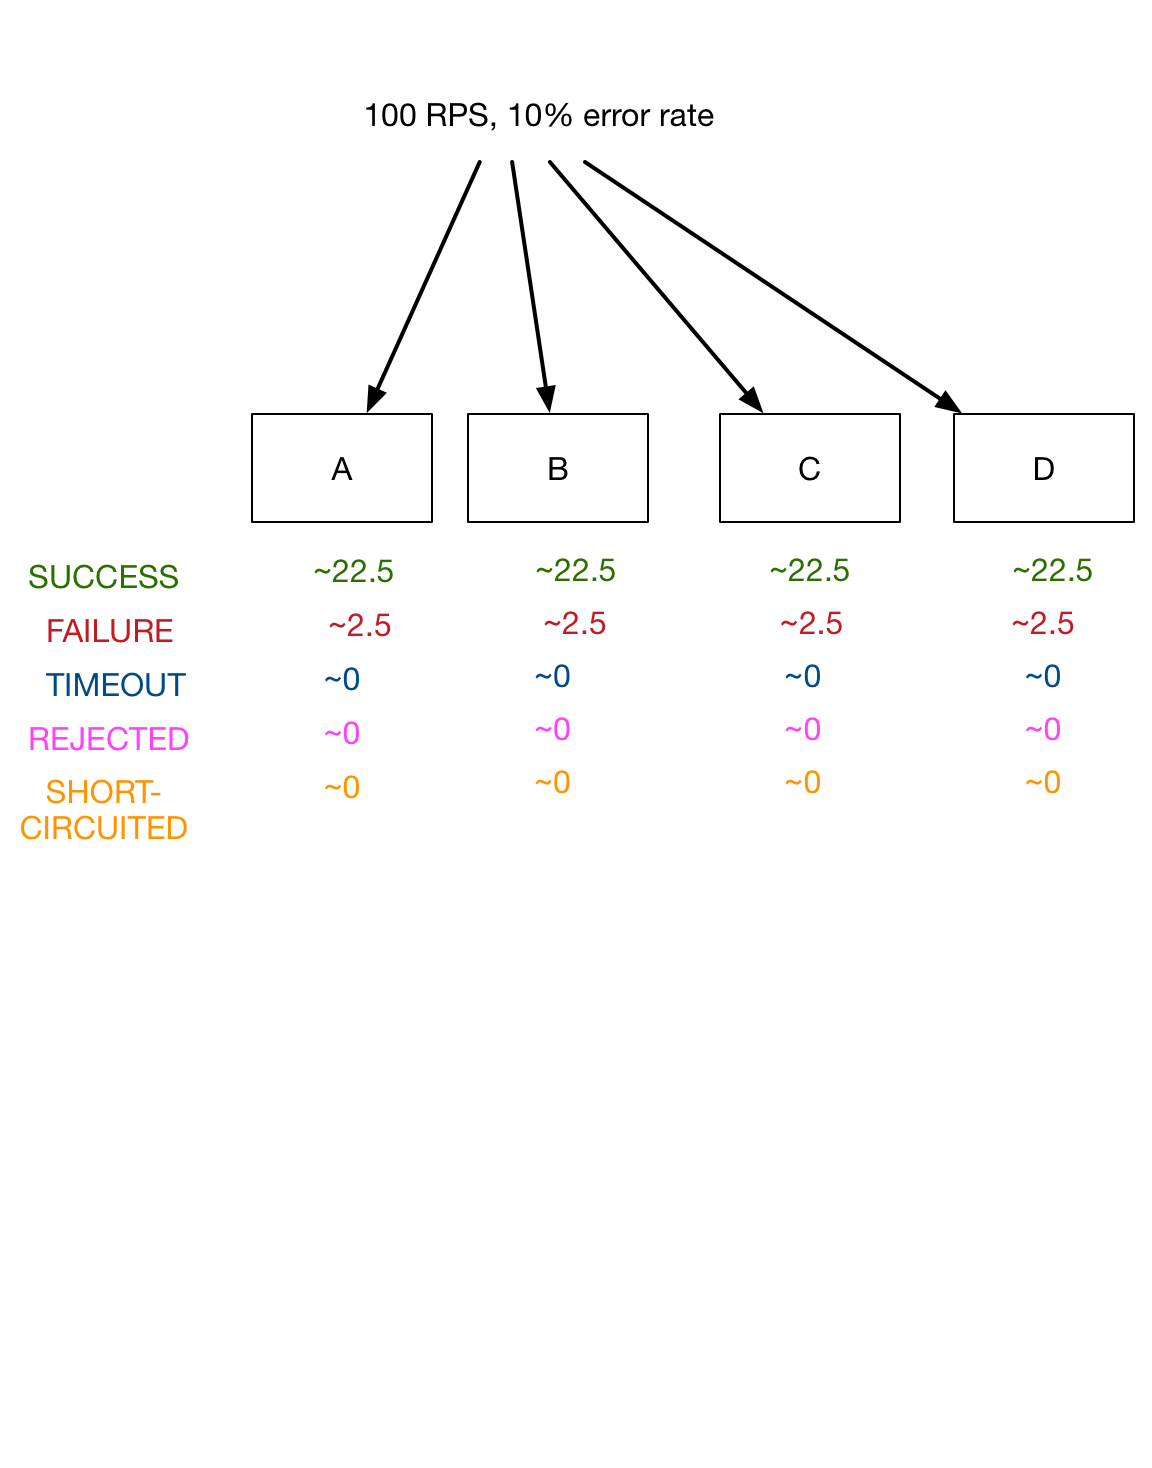 100 RPS, 10% error rate
A B C D
SUCCESS ~22.5 ~22.5 ~22.5 ~22.5
FAILURE ~2.5 ~2.5 ~2.5 ~2.5
TIMEOUT ~0 ~0 ~0 ~0
REJECTED ~0 ~0 ~0 ~0
SHORT- ~0 ~0 ~0 ~0
CIRCUITED